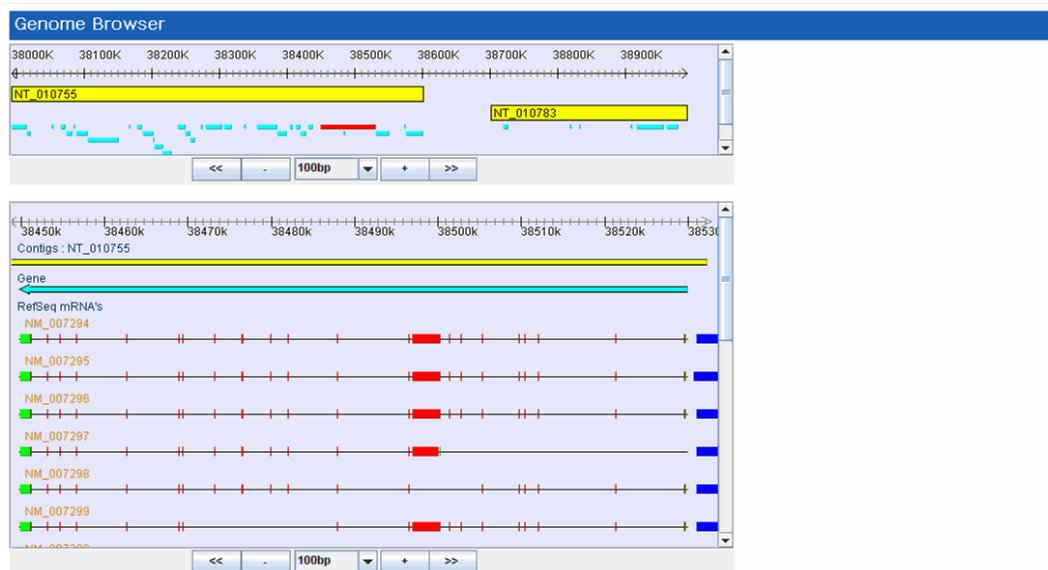 Genome Browser
38000K 38100K 38200K 38300K 38400K 38500K 38600K 38700K 38800K 38900K
NT_010755
NT_010783
<< - 100bp + >>
38450k 38460k 38470k 38480k 38490k 38500k 38510k 38520k 38530
Contigs : NT_010755
Gene
RefSeq mRNA's
NM_007294
NM_007295
NM_007296
NM_007297
NM_007298
NM_007299
<< - 100bp + >>